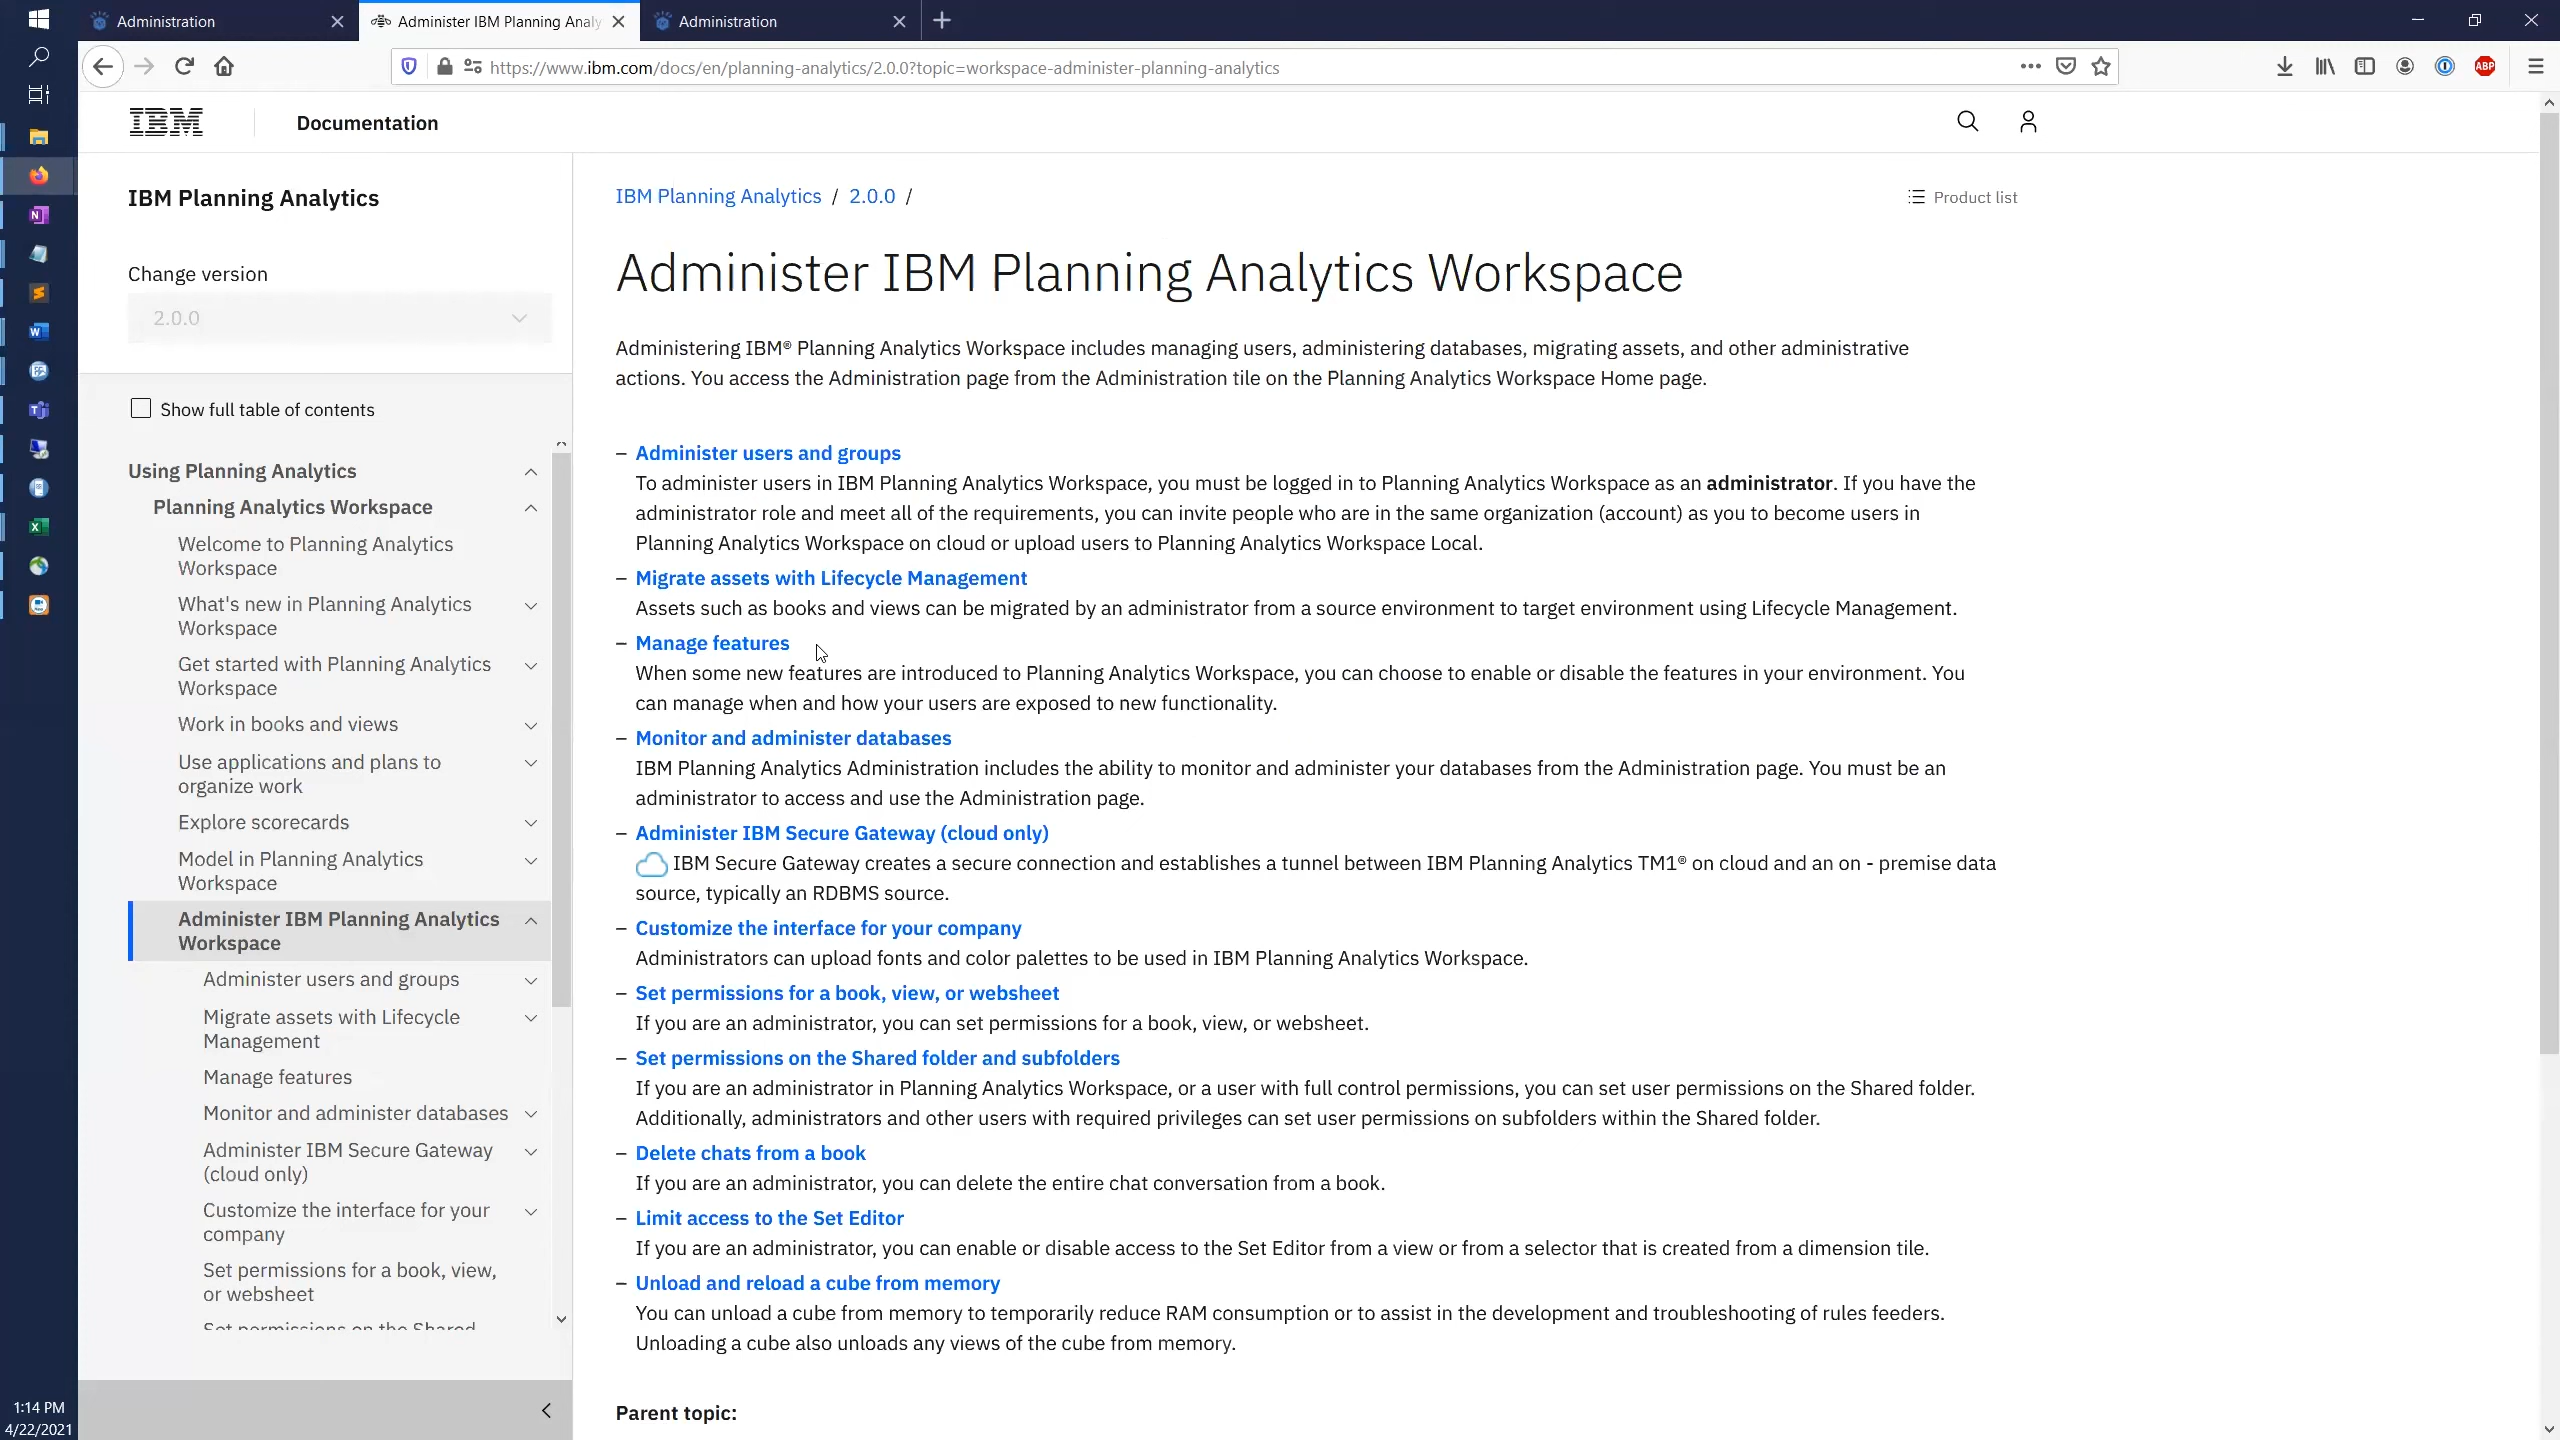 Administration
Administer IBM Planning Analy
Administration
https://www.ibm.com/docs/en/planning-analytics/2.0.0?topic=workspace-administer-planning-analytics
ABP
IBM
Documentation
IBM Planning Analytics
Change version
2.0.0
Show full table of contents
Using Planning Analytics
Planning Analytics Workspace
Welcome to Planning Analytics
Workspace
What's new in Planning Analytics
Workspace
Get started with Planning Analytics
Workspace
Work in books and views
Use applications and plans to
organize work
Explore scorecards
Model in Planning Analytics
Workspace
Administer IBM Planning Analytics
Workspace
Administer users and groups
Migrate assets with Lifecycle
Management
Manage features
Monitor and administer databases
Administer IBM Secure Gateway
(cloud only)
Customize the interface for your
company
Set permissions for a book, view,
or websheet
Set permissions on the Shared
IBM Planning Analytics / 2.0.0 /
Product list
Administer IBM Planning Analytics Workspace
Administering IBM® Planning Analytics Workspace includes managing users, administering databases, migrating assets, and other administrative
actions. You access the Administration page from the Administration tile on the Planning Analytics Workspace Home page.
– Administer users and groups
To administer users in IBM Planning Analytics Workspace, you must be logged in to Planning Analytics Workspace as an administrator. If you have the
administrator role and meet all of the requirements, you can invite people who are in the same organization (account) as you to become users in
Planning Analytics Workspace on cloud or upload users to Planning Analytics Workspace Local.
– Migrate assets with Lifecycle Management
Assets such as books and views can be migrated by an administrator from a source environment to target environment using Lifecycle Management.
– Manage features
When some new features are introduced to Planning Analytics Workspace, you can choose to enable or disable the features in your environment. You
can manage when and how your users are exposed to new functionality.
– Monitor and administer databases
IBM Planning Analytics Administration includes the ability to monitor and administer your databases from the Administration page. You must be an
administrator to access and use the Administration page.
– Administer IBM Secure Gateway (cloud only)
IBM Secure Gateway creates a secure connection and establishes a tunnel between IBM Planning Analytics TM1® on cloud and an on - premise data
source, typically an RDBMS source.
– Customize the interface for your company
Administrators can upload fonts and color palettes to be used in IBM Planning Analytics Workspace.
– Set permissions for a book, view, or websheet
If you are an administrator, you can set permissions for a book, view, or websheet.
– Set permissions on the Shared folder and subfolders
If you are an administrator in Planning Analytics Workspace, or a user with full control permissions, you can set user permissions on the Shared folder.
Additionally, administrators and other users with required privileges can set user permissions on subfolders within the Shared folder.
– Delete chats from a book
If you are an administrator, you can delete the entire chat conversation from a book.
– Limit access to the Set Editor
If you are an administrator, you can enable or disable access to the Set Editor from a view or from a selector that is created from a dimension tile.
– Unload and reload a cube from memory
You can unload a cube from memory to temporarily reduce RAM consumption or to assist in the development and troubleshooting of rules feeders.
Unloading a cube also unloads any views of the cube from memory.
Parent topic:
1:14 PM
4/22/2021